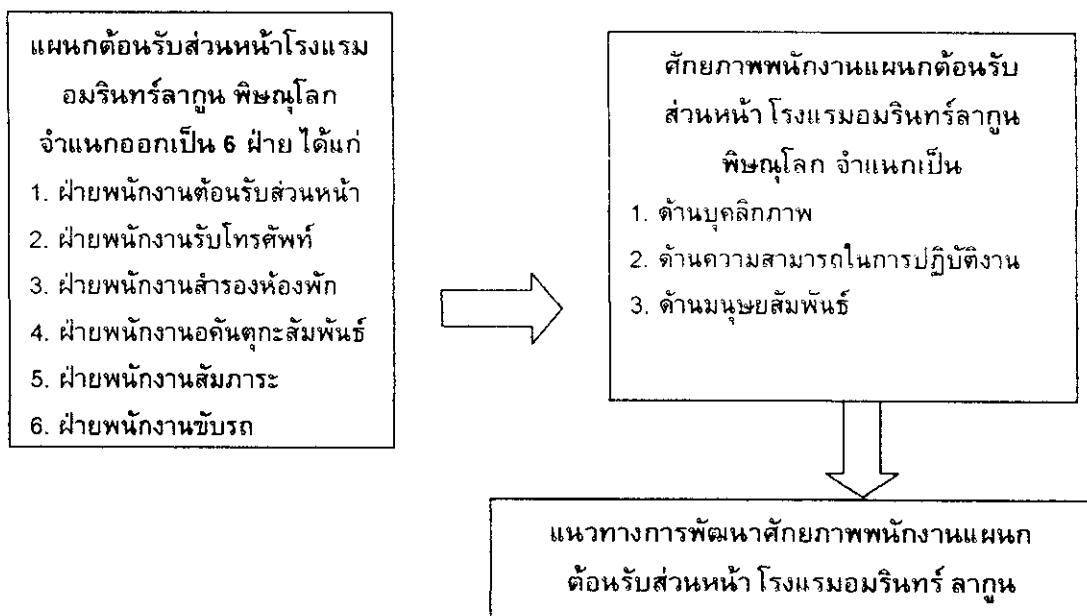 แผนกต้อนรับส่วนหน้าโรงแรม
อมรินทร์ลากูน พิษณุโลก
จำแนกออกเป็น 6 ฝ่าย ได้แก่
1. ฝ่ายพนักงานต้อนรับส่วนหน้า
2. ฝ่ายพนักงานรับโทรศัพท์
3. ฝ่ายพนักงานสำรองห้องพัก
4. ฝ่ายพนักงานอคันตุกะสัมพันธ์
5. ฝ่ายพนักงานสัมภาระ
6. ฝ่ายพนักงานขับรถ
ศักยภาพพนักงานแผนกต้อนรับ
ส่วนหน้า โรงแรมอมรินทร์ลากูน
พิษณุโลก จำแนกเป็น
1. ด้านบุคลิกภาพ
2. ด้านความสามารถในการปฏิบัติงาน
3. ด้านมนุษยสัมพันธ์
แนวทางการพัฒนาศักยภาพพนักงานแผนก
ต้อนรับส่วนหน้า โรงแรมอมรินทร์ ลากูน